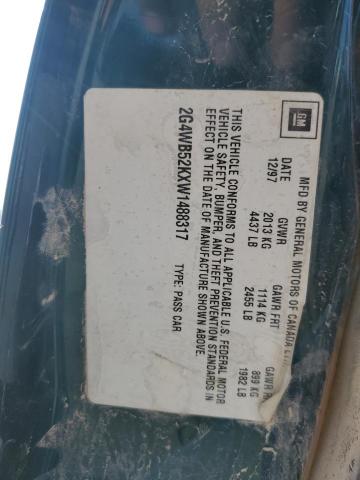 GM
MFD BY GENERAL MOTORS OF CANADA
DATE GVWR GAWR FRT GAWR
12/97 2013 KG 1114 KG 899 KG
4437 LB 2455 LB 1982 LB
THIS VEHICLE CONFORMS TO ALL APPLICABLE U.S. FEDERAL MOTOR
VEHICLE SAFETY, BUMPER, AND THEFT PREVENTION STANDARDS IN
EFFECT ON THE DATE OF MANUFACTURE SHOWN ABOVE.
2G4WB52KXW1488317 TYPE: PASS CAR